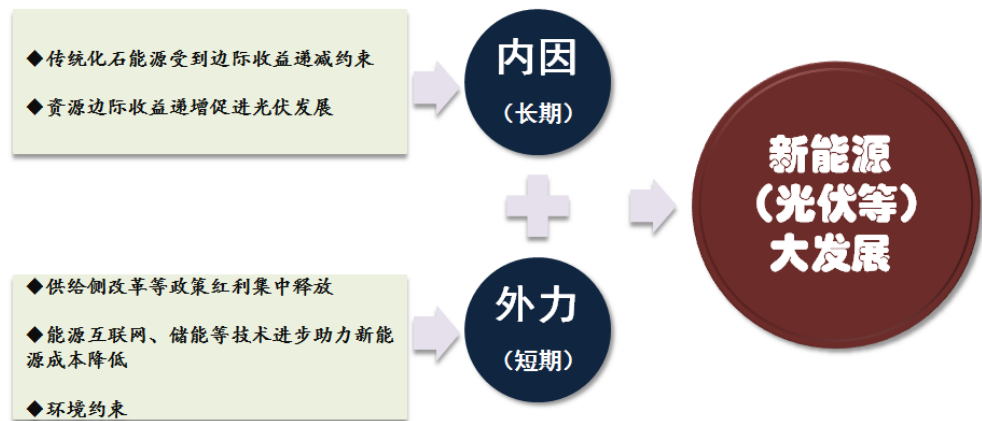 ◆传统化石能源受到边际收益递减约束
◆资源边际收益递增促进光伏发展
内因
（长期）
◆供给侧改革等政策红利集中释放
◆能源互联网、储能等技术进步助力新能
源成本降低
◆环境约束
外力
（短期）
新能源
（光伏等）
大发展